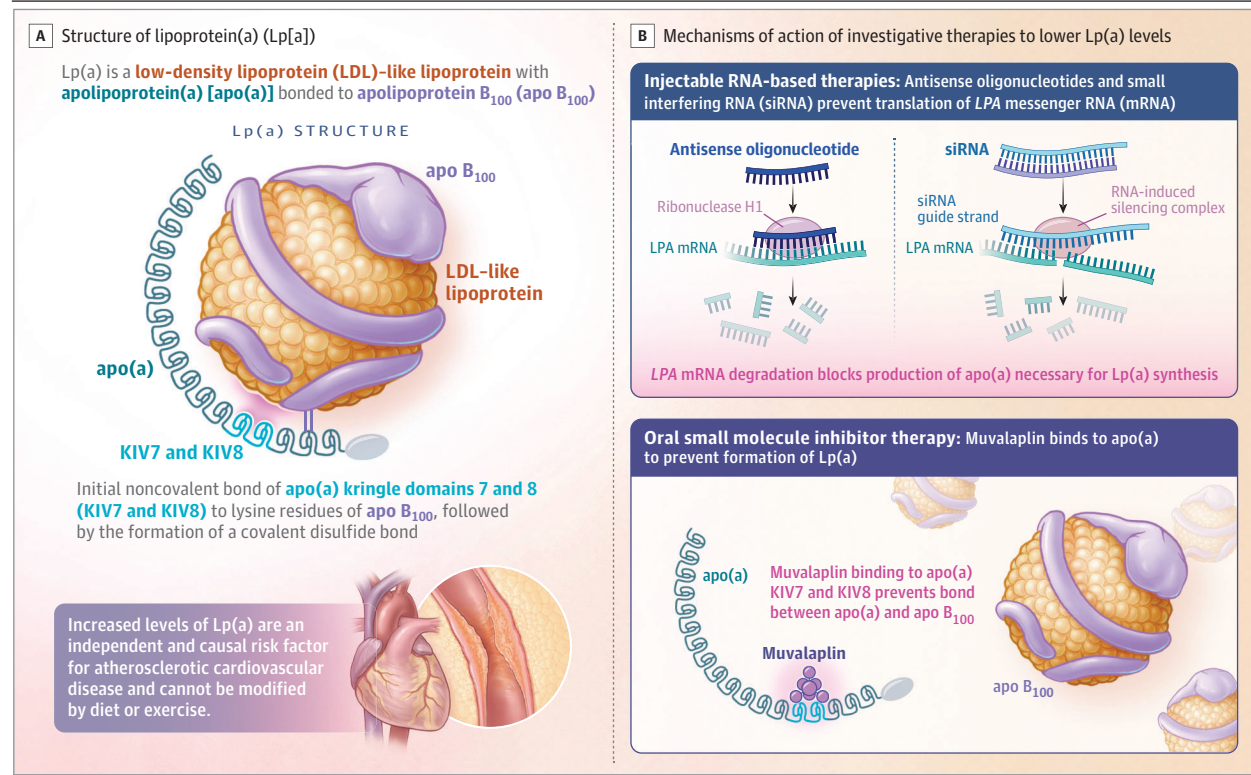 A Structure of lipoprotein(a) (Lp[a])
Lp(a) is a low-density lipoprotein (LDL)-like lipoprotein with
apolipoprotein(a) [apo(a)] bonded to apolipoprotein B100 (apo B100)
Lp(a) STRUCTURE
apo B100
LDL-like
lipoprotein
apo(a)
KIV7 and KIV8
Initial noncovalent bond of apo(a) kringle domains 7 and 8
(KIV7 and KIV8) to lysine residues of apo B100, followed
by the formation of a covalent disulfide bond
Increased levels of Lp(a) are an
independent and causal risk factor
for atherosclerotic cardiovascular
disease and cannot be modified
by diet or exercise.
B Mechanisms of action of investigative therapies to lower Lp(a) levels
Injectable RNA-based therapies: Antisense oligonucleotides and small
interfering RNA (siRNA) prevent translation of LPA messenger RNA (mRNA)
Antisense oligonucleotide
Ribonuclease H1
LPA mRNA
siRNA
siRNA
guide strand
RNA-induced
silencing complex
LPA mRNA
LPA mRNA degradation blocks production of apo(a) necessary for Lp(a) synthesis
Oral small molecule inhibitor therapy: Muvalaplin binds to apo(a)
to prevent formation of Lp(a)
apo(a)
Muvalaplin binding to apo(a)
KIV7 and KIV8 prevents bond
between apo(a) and apo B100
Muvalaplin
apo B100